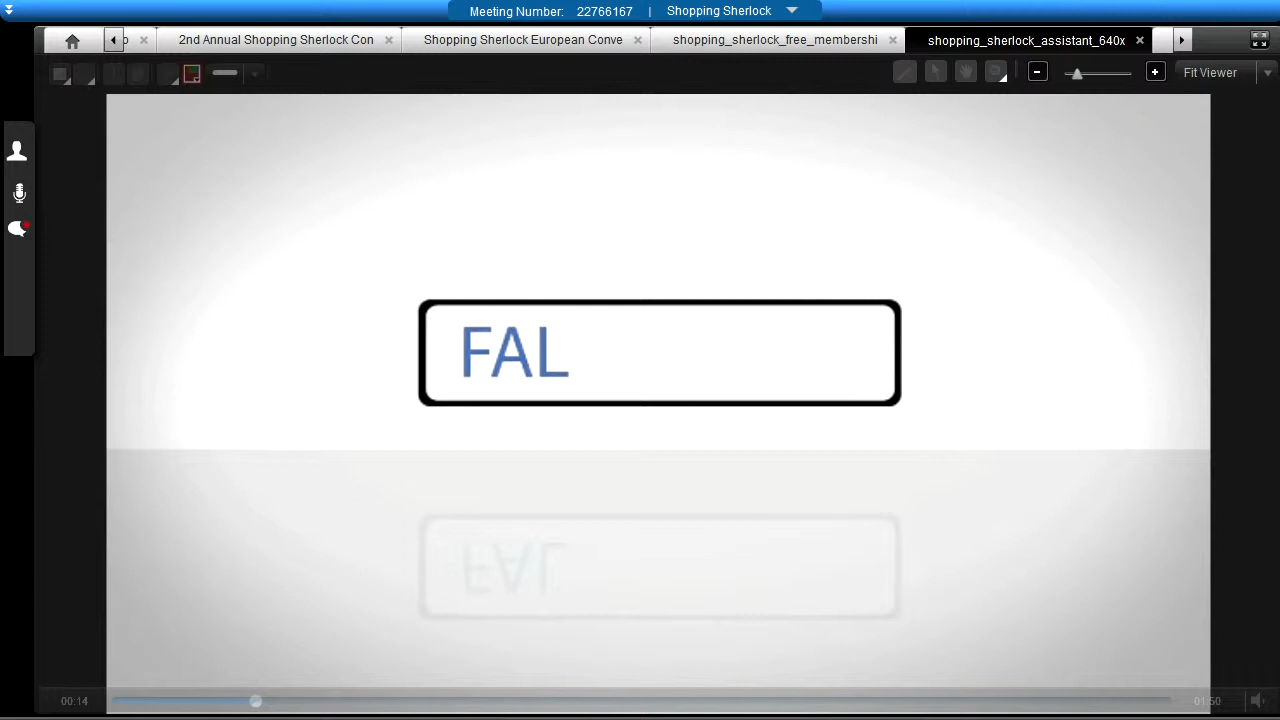 Meeting Number: 22766167 | Shopping Sherlock
2nd Annual Shopping Sherlock Con
Shopping Sherlock European Conve
shopping_sherlock_free_membershi
shopping_sherlock_assistant_640x
Fit Viewer
FAL
FAL
00:14
01:50